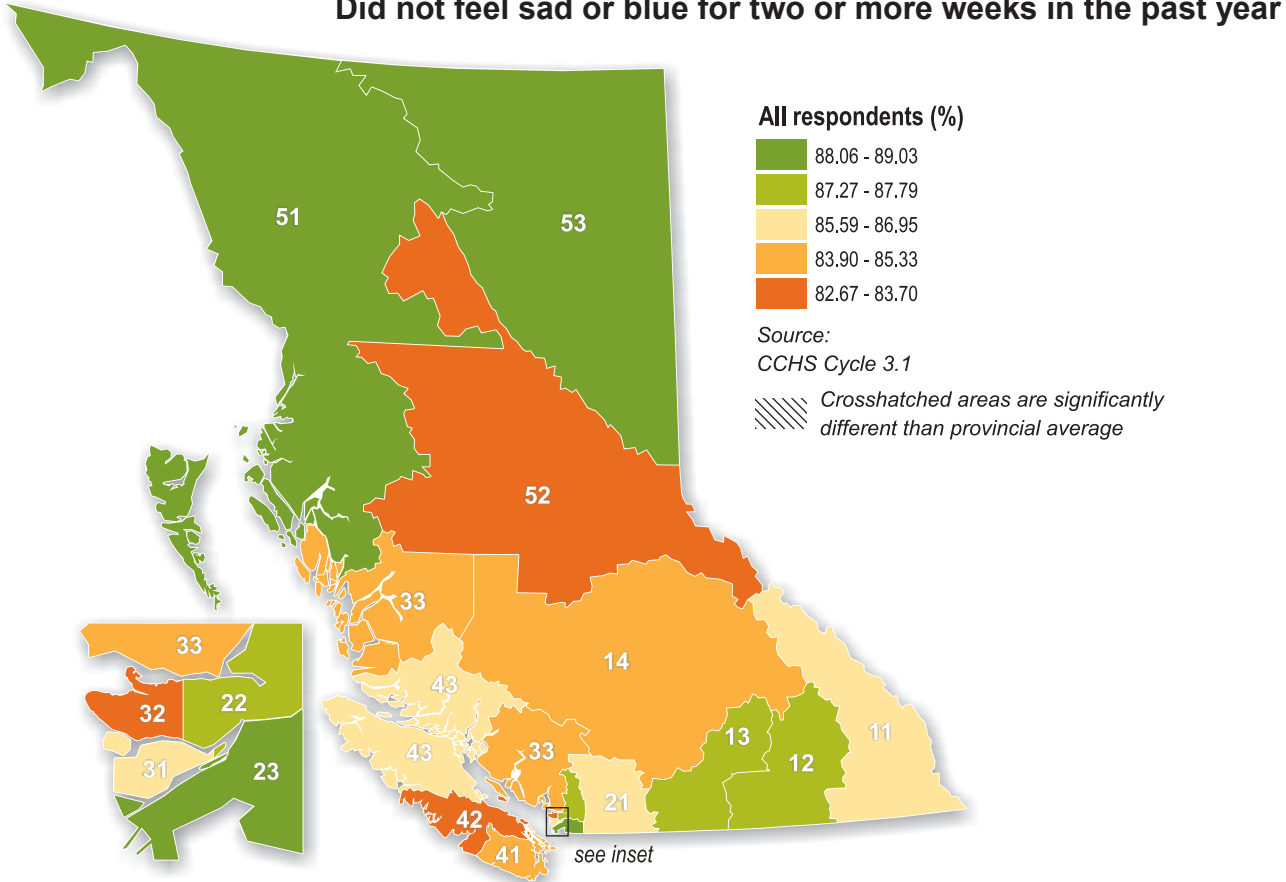 Did not feel sad or blue for two or more weeks in the past year
All respondents (%)
88.06 - 89.03
87.27 - 87.79
85.59 - 86.95
83.90 - 85.33
82.67 - 83.70
Source:
CCHS Cycle 3.1
Crosshatched areas are significantly
different than provincial average
51
53
52
33
14
43
43
33
13
12
11
21
42
41
see inset
33
32
22
31
23